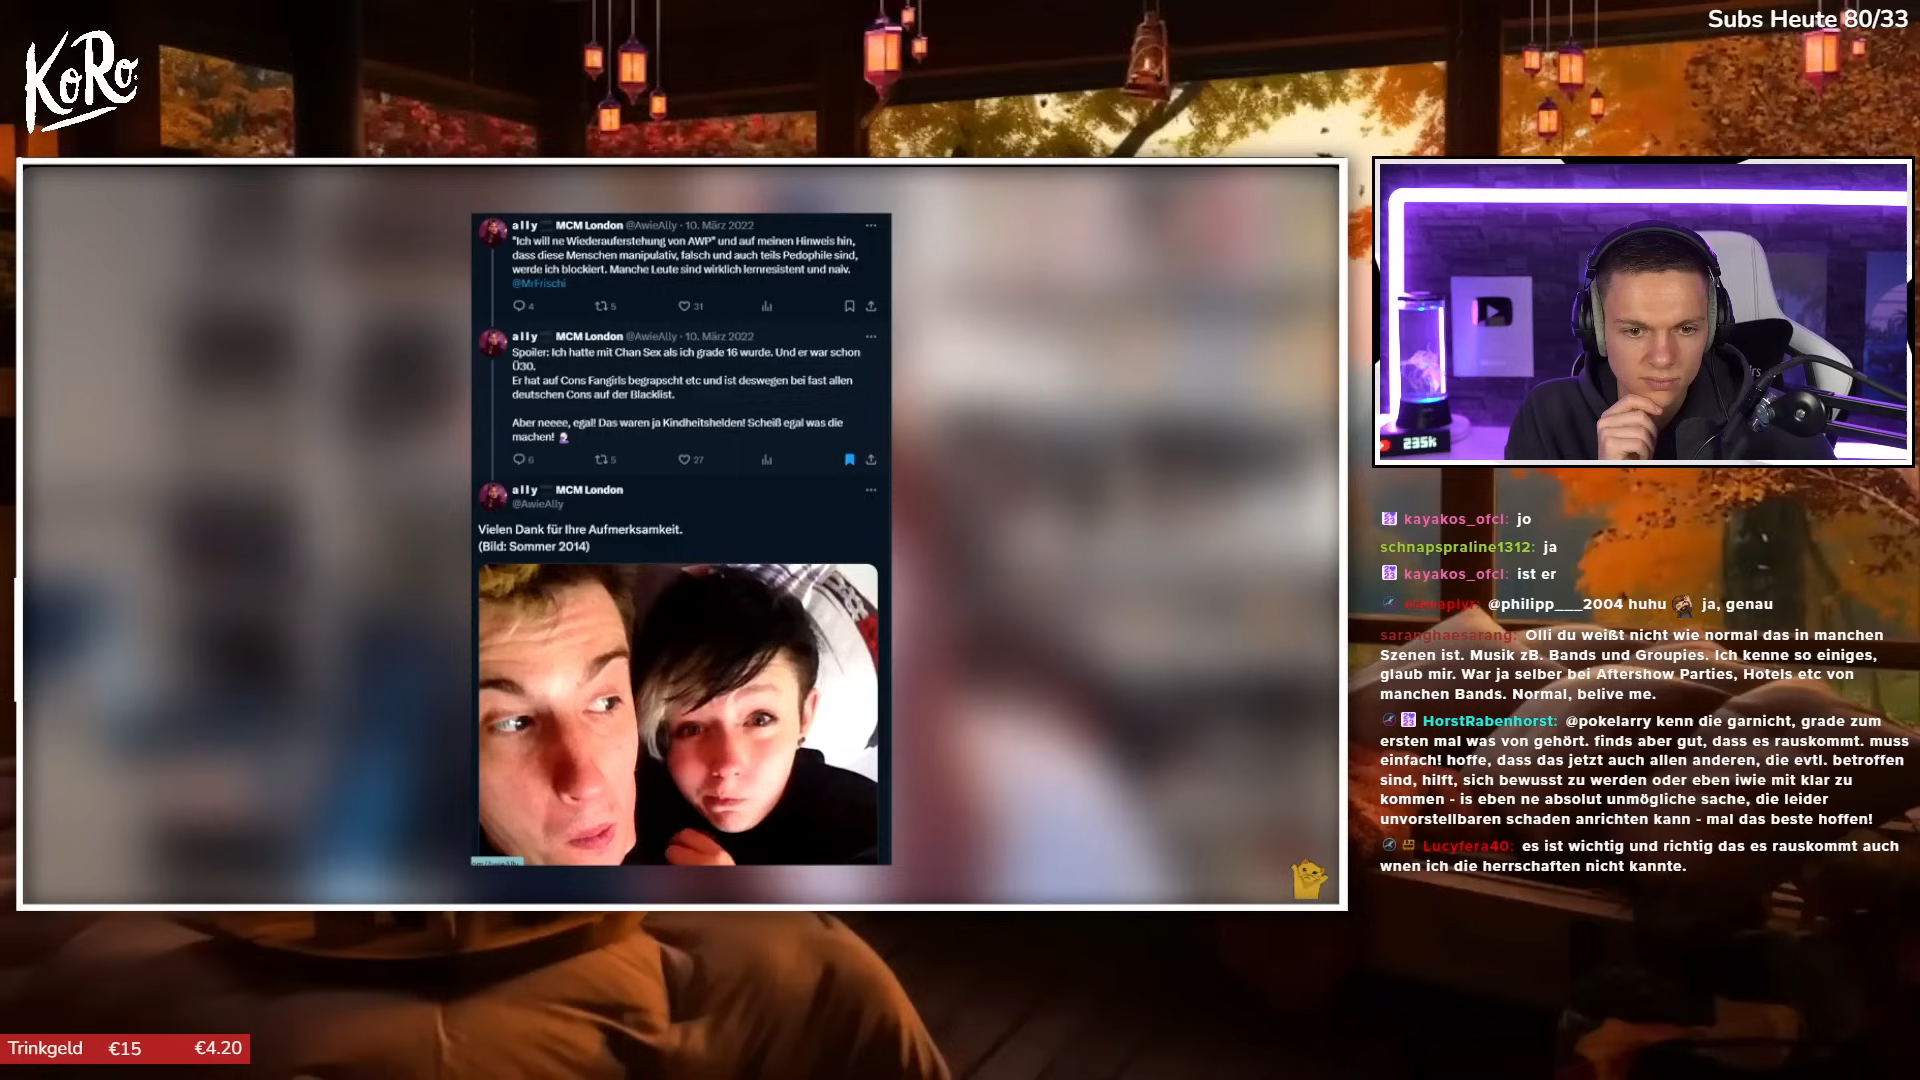 Subs Heute 80/33
KoRo
ally MCM London @AwieAlly · 10. März 2022
"Ich will ne Wiederauferstehung von AWP" und auf meinen Hinweis hin,
dass diese Menschen manipulativ, falsch und auch teils Pedophile sind,
werde ich blockiert. Manche Leute sind wirklich lernresistent und naiv.
@MrFrischi
4 5 31
ally MCM London @AwieAlly · 10. März 2022
Spoiler: Ich hatte mit Chan Sex als ich grade 16 wurde. Und er war schon
Ü30.
Er hat auf Cons Fangirls begrapscht etc und ist deswegen bei fast allen
deutschen Cons auf der Blacklist.
Aber neeee, egal! Das waren ja Kindheitshelden! Scheiß egal was die
machen!
6 5 27
ally MCM London
@AwieAlly
Vielen Dank für Ihre Aufmerksamkeit.
(Bild: Sommer 2014)
235k
kayakos_ofcl: jo
schnapspraline1312: ja
kayakos_ofcl: ist er
elenaplyr: @philipp___2004 huhu ja, genau
saranghaesarang: Olli du weißt nicht wie normal das in manchen
Szenen ist. Musik zB. Bands und Groupies. Ich kenne so einiges,
glaub mir. War ja selber bei Aftershow Parties, Hotels etc von
manchen Bands. Normal, belive me.
HorstRabenhorst: @pokelarry kenn die garnicht, grade zum
ersten mal was von gehört. finds aber gut, dass es rauskommt. muss
einfach! hoffe, dass das jetzt auch allen anderen, die evtl. betroffen
sind, hilft, sich bewusst zu werden oder eben iwie mit klar zu
kommen - is eben ne absolut unmögliche sache, die leider
unvorstellbaren schaden anrichten kann - mal das beste hoffen!
Lucyfera40: es ist wichtig und richtig das es rauskommt auch
wnen ich die herrschaften nicht kannte.
Trinkgeld €15 €4.20